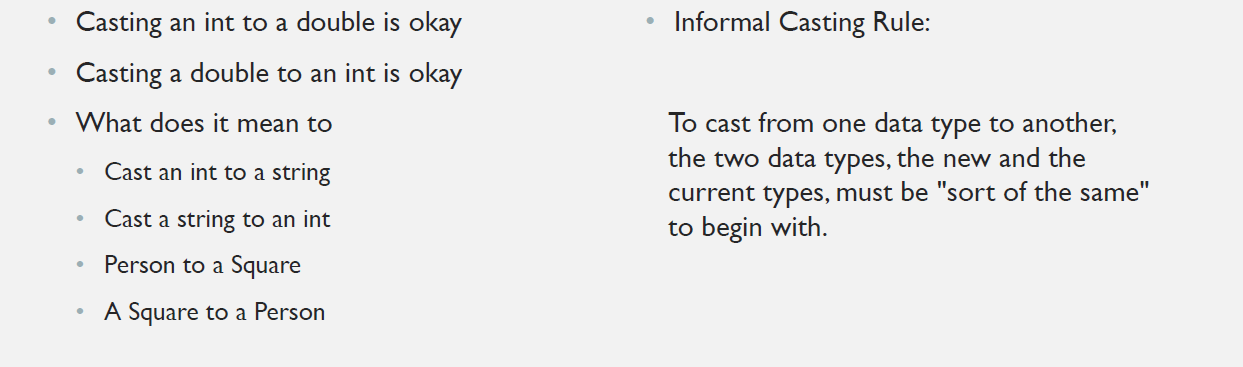 • Casting an int to a double is okay
• Casting a double to an int is okay
• What does it mean to
• Cast an int to a string
• Cast a string to an int
• Person to a Square
• A Square to a Person
• Informal Casting Rule:
To cast from one data type to another,
the two data types, the new and the
current types, must be "sort of the same"
to begin with.